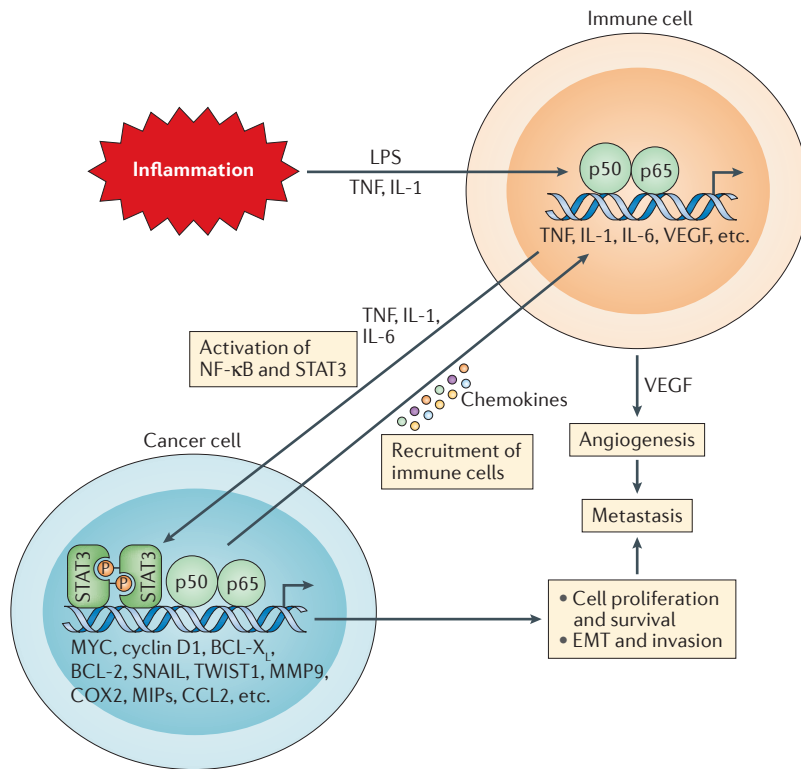 Immune cell
Inflammation
LPS
TNF, IL-1
p50
p65
TNF, IL-1, IL-6, VEGF, etc.
TNF, IL-1,
IL-6
Activation of
NF-κB and STAT3
Chemokines
Recruitment of
immune cells
VEGF
Angiogenesis
Metastasis
Cancer cell
STAT3
P
P
STAT3
p50
p65
MYC, cyclin D1, BCL-X_L,
BCL-2, SNAIL, TWIST1, MMP9,
COX2, MIPs, CCL2, etc.
• Cell proliferation
and survival
• EMT and invasion